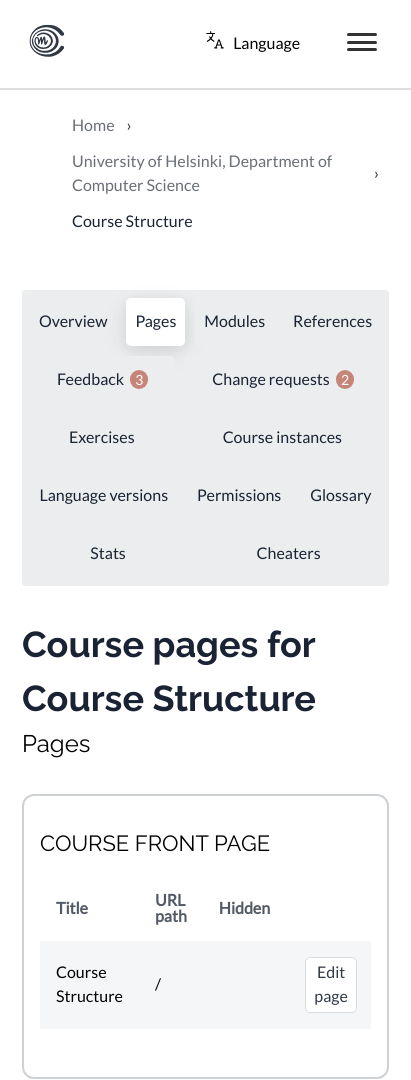 Language
Home ›
University of Helsinki, Department of
Computer Science ›
Course Structure
Overview Pages Modules References
Feedback 3 Change requests 2
Exercises Course instances
Language versions Permissions Glossary
Stats Cheaters
Course pages for
Course Structure
Pages
COURSE FRONT PAGE
Title URL path Hidden
Course Structure / Edit page